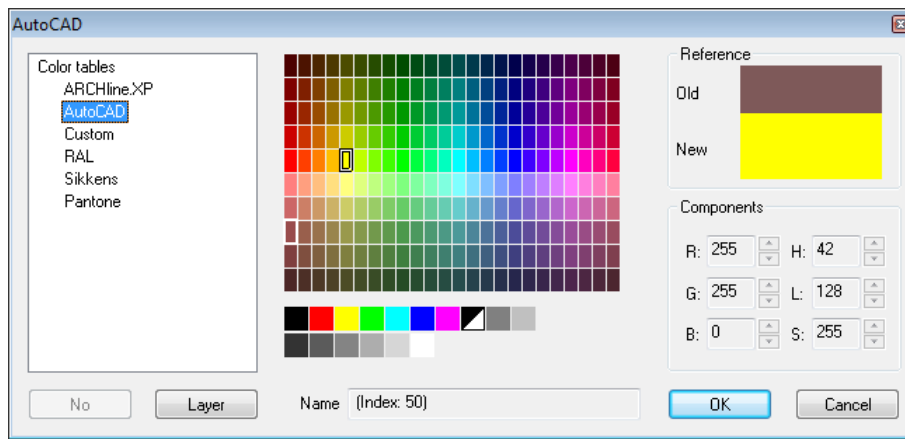 AutoCAD
Color tables
ARCHline.XP
AutoCAD
Custom
RAL
Sikkens
Pantone
No
Layer
Name (Index: 50)
Reference
Old
New
Components
R: 255 H: 42
G: 255 L: 128
B: 0 S: 255
OK
Cancel